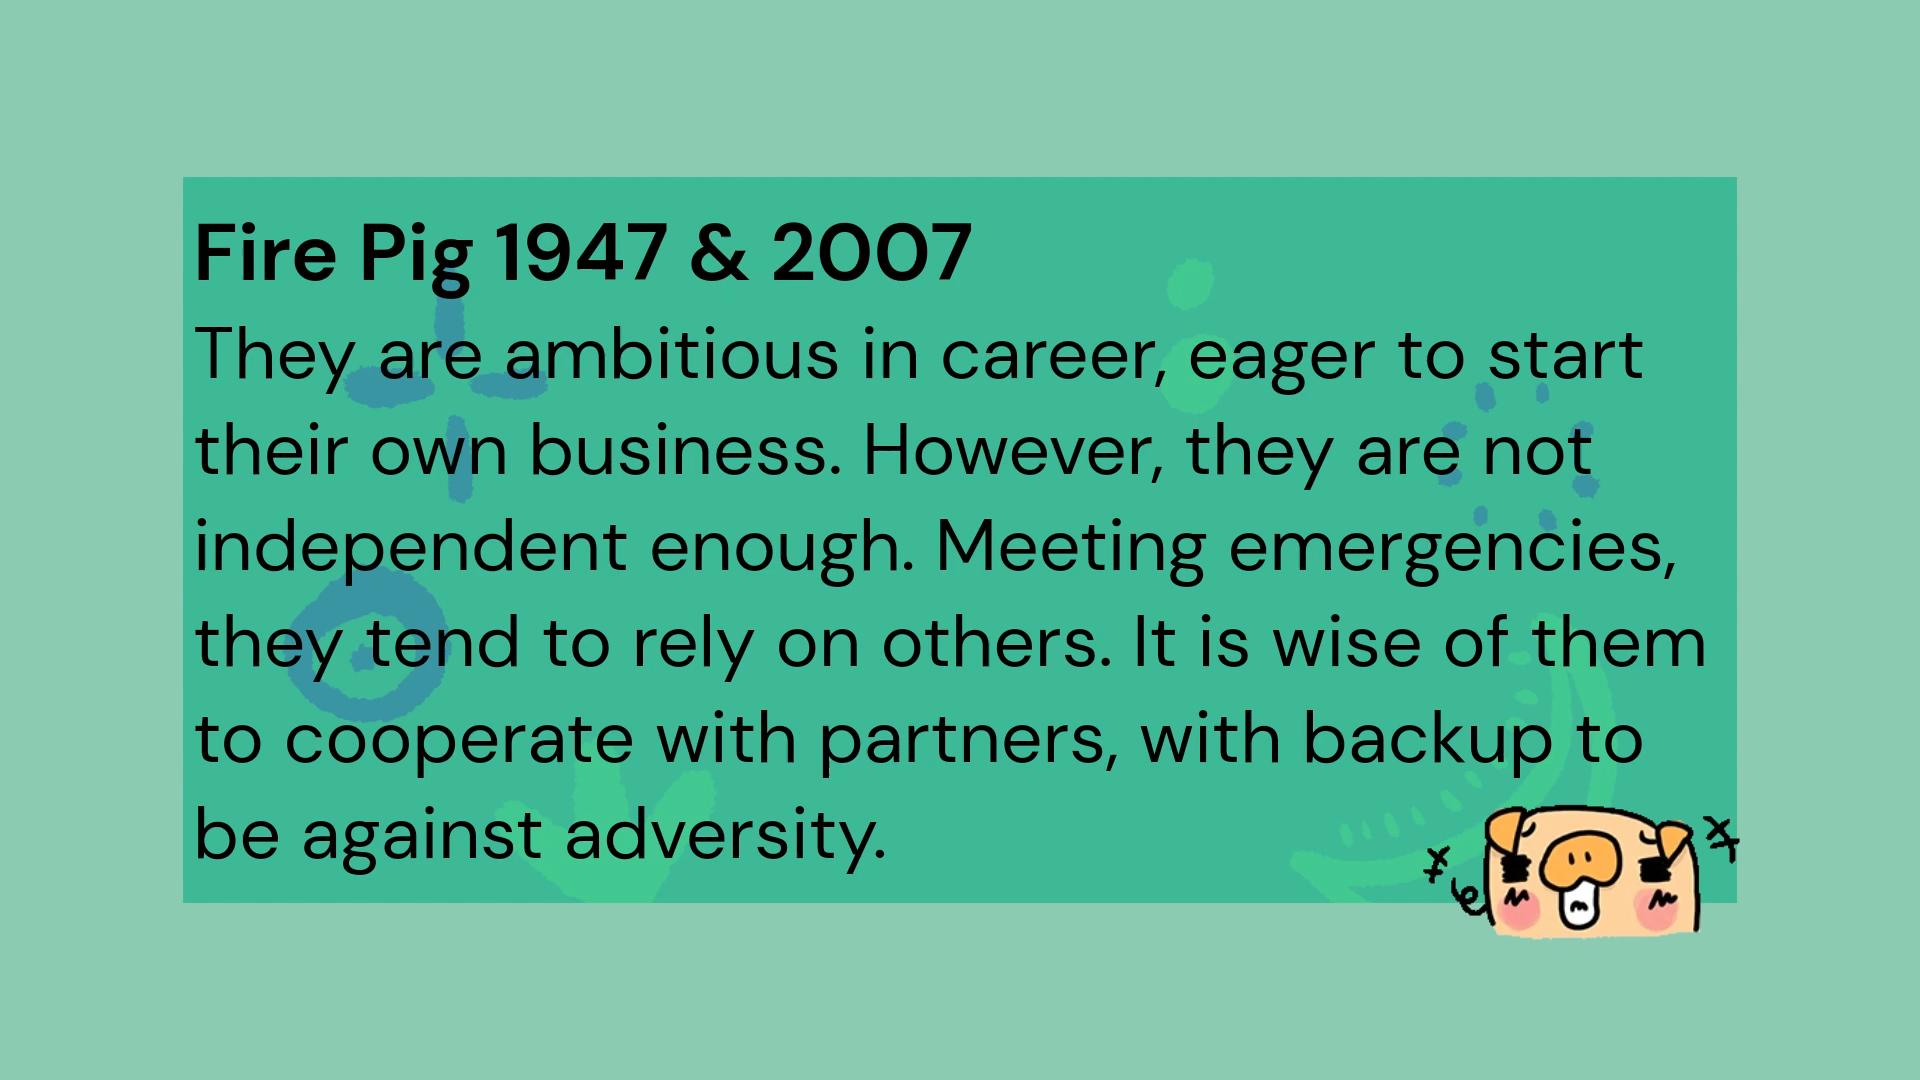 Fire Pig 1947 & 2007
They are ambitious in career, eager to start
their own business. However, they are not
independent enough. Meeting emergencies,
they tend to rely on others. It is wise of them
to cooperate with partners, with backup to
be against adversity.